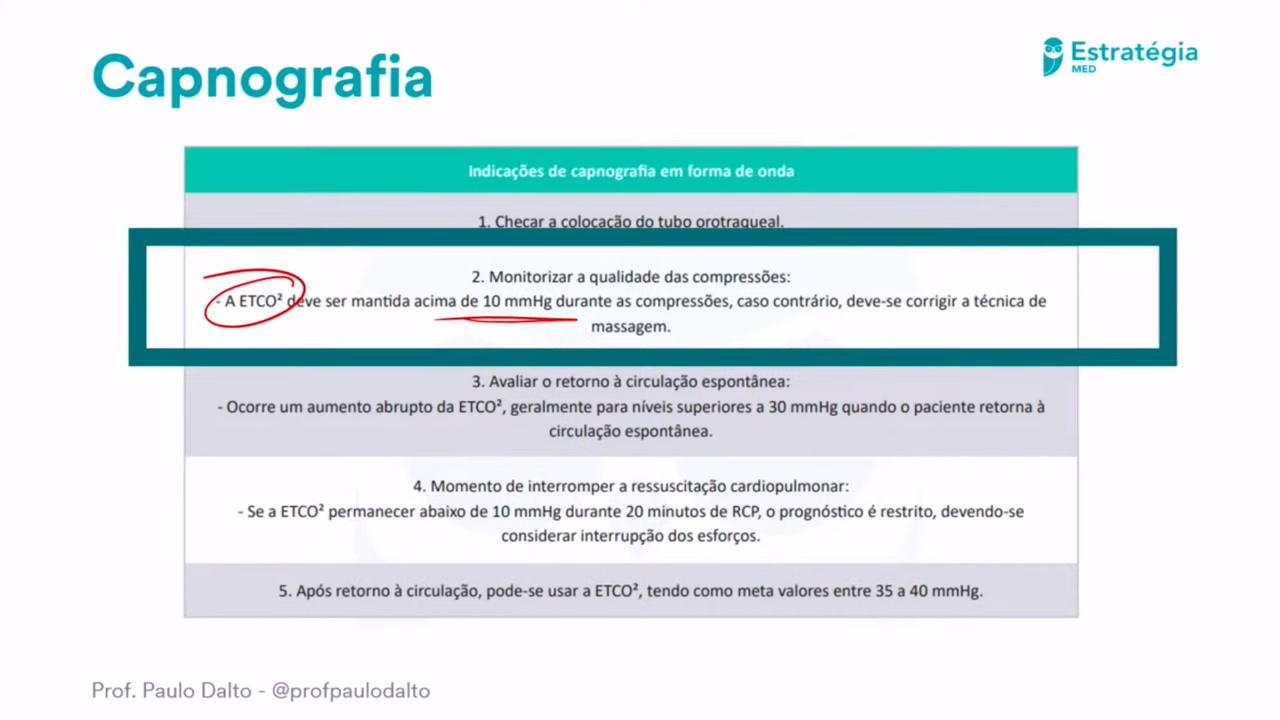 Capnografia
Estratégia
MED
Indicações de capnografia em forma de onda
1. Checar a colocação do tubo orotraqueal.
2. Monitorizar a qualidade das compressões:
- A ETCO² deve ser mantida acima de 10 mmHg durante as compressões, caso contrário, deve-se corrigir a técnica de
massagem.
3. Avaliar o retorno à circulação espontânea:
- Ocorre um aumento abrupto da ETCO², geralmente para níveis superiores a 30 mmHg quando o paciente retorna à
circulação espontânea.
4. Momento de interromper a ressuscitação cardiopulmonar:
- Se a ETCO² permanecer abaixo de 10 mmHg durante 20 minutos de RCP, o prognóstico é restrito, devendo-se
considerar interrupção dos esforços.
5. Após retorno à circulação, pode-se usar a ETCO², tendo como meta valores entre 35 a 40 mmHg.
Prof. Paulo Dalto - @profpaulodalto